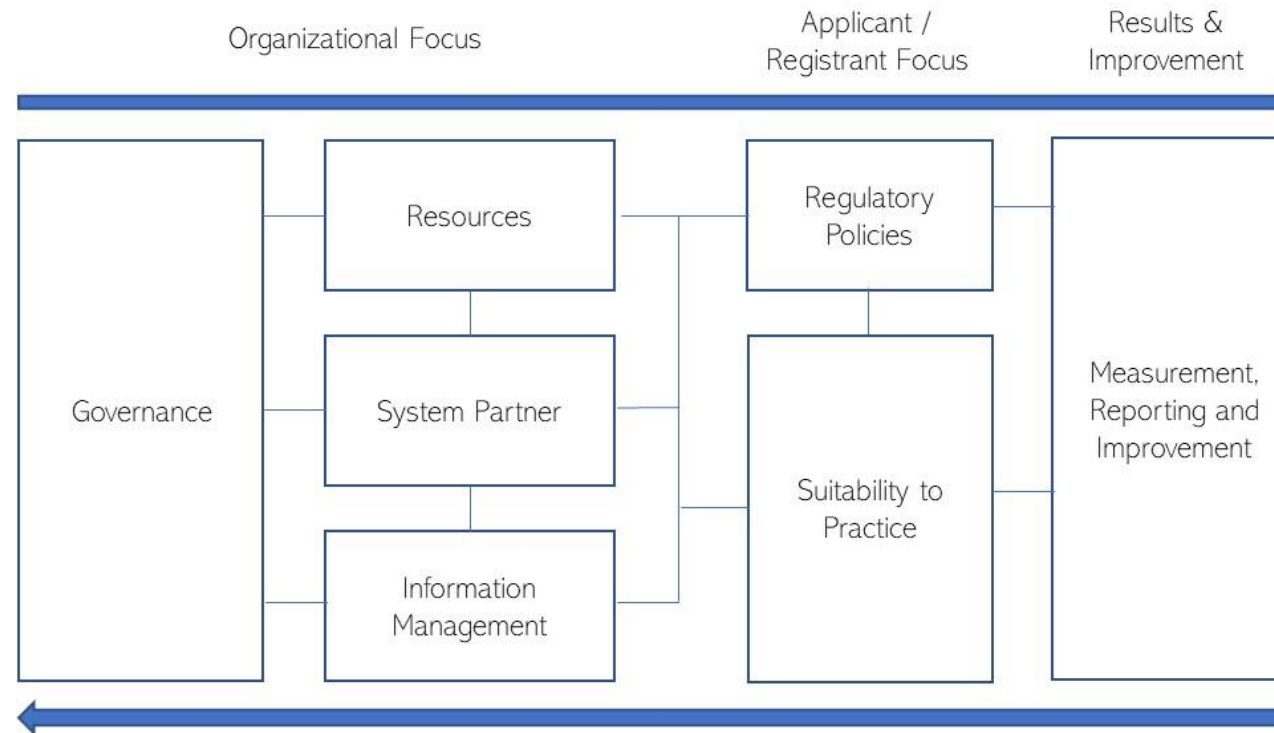 Organizational Focus
Applicant /
Registrant Focus
Results &
Improvement
Governance
Resources
System Partner
Information
Management
Regulatory
Policies
Suitability to
Practice
Measurement,
Reporting and
Improvement